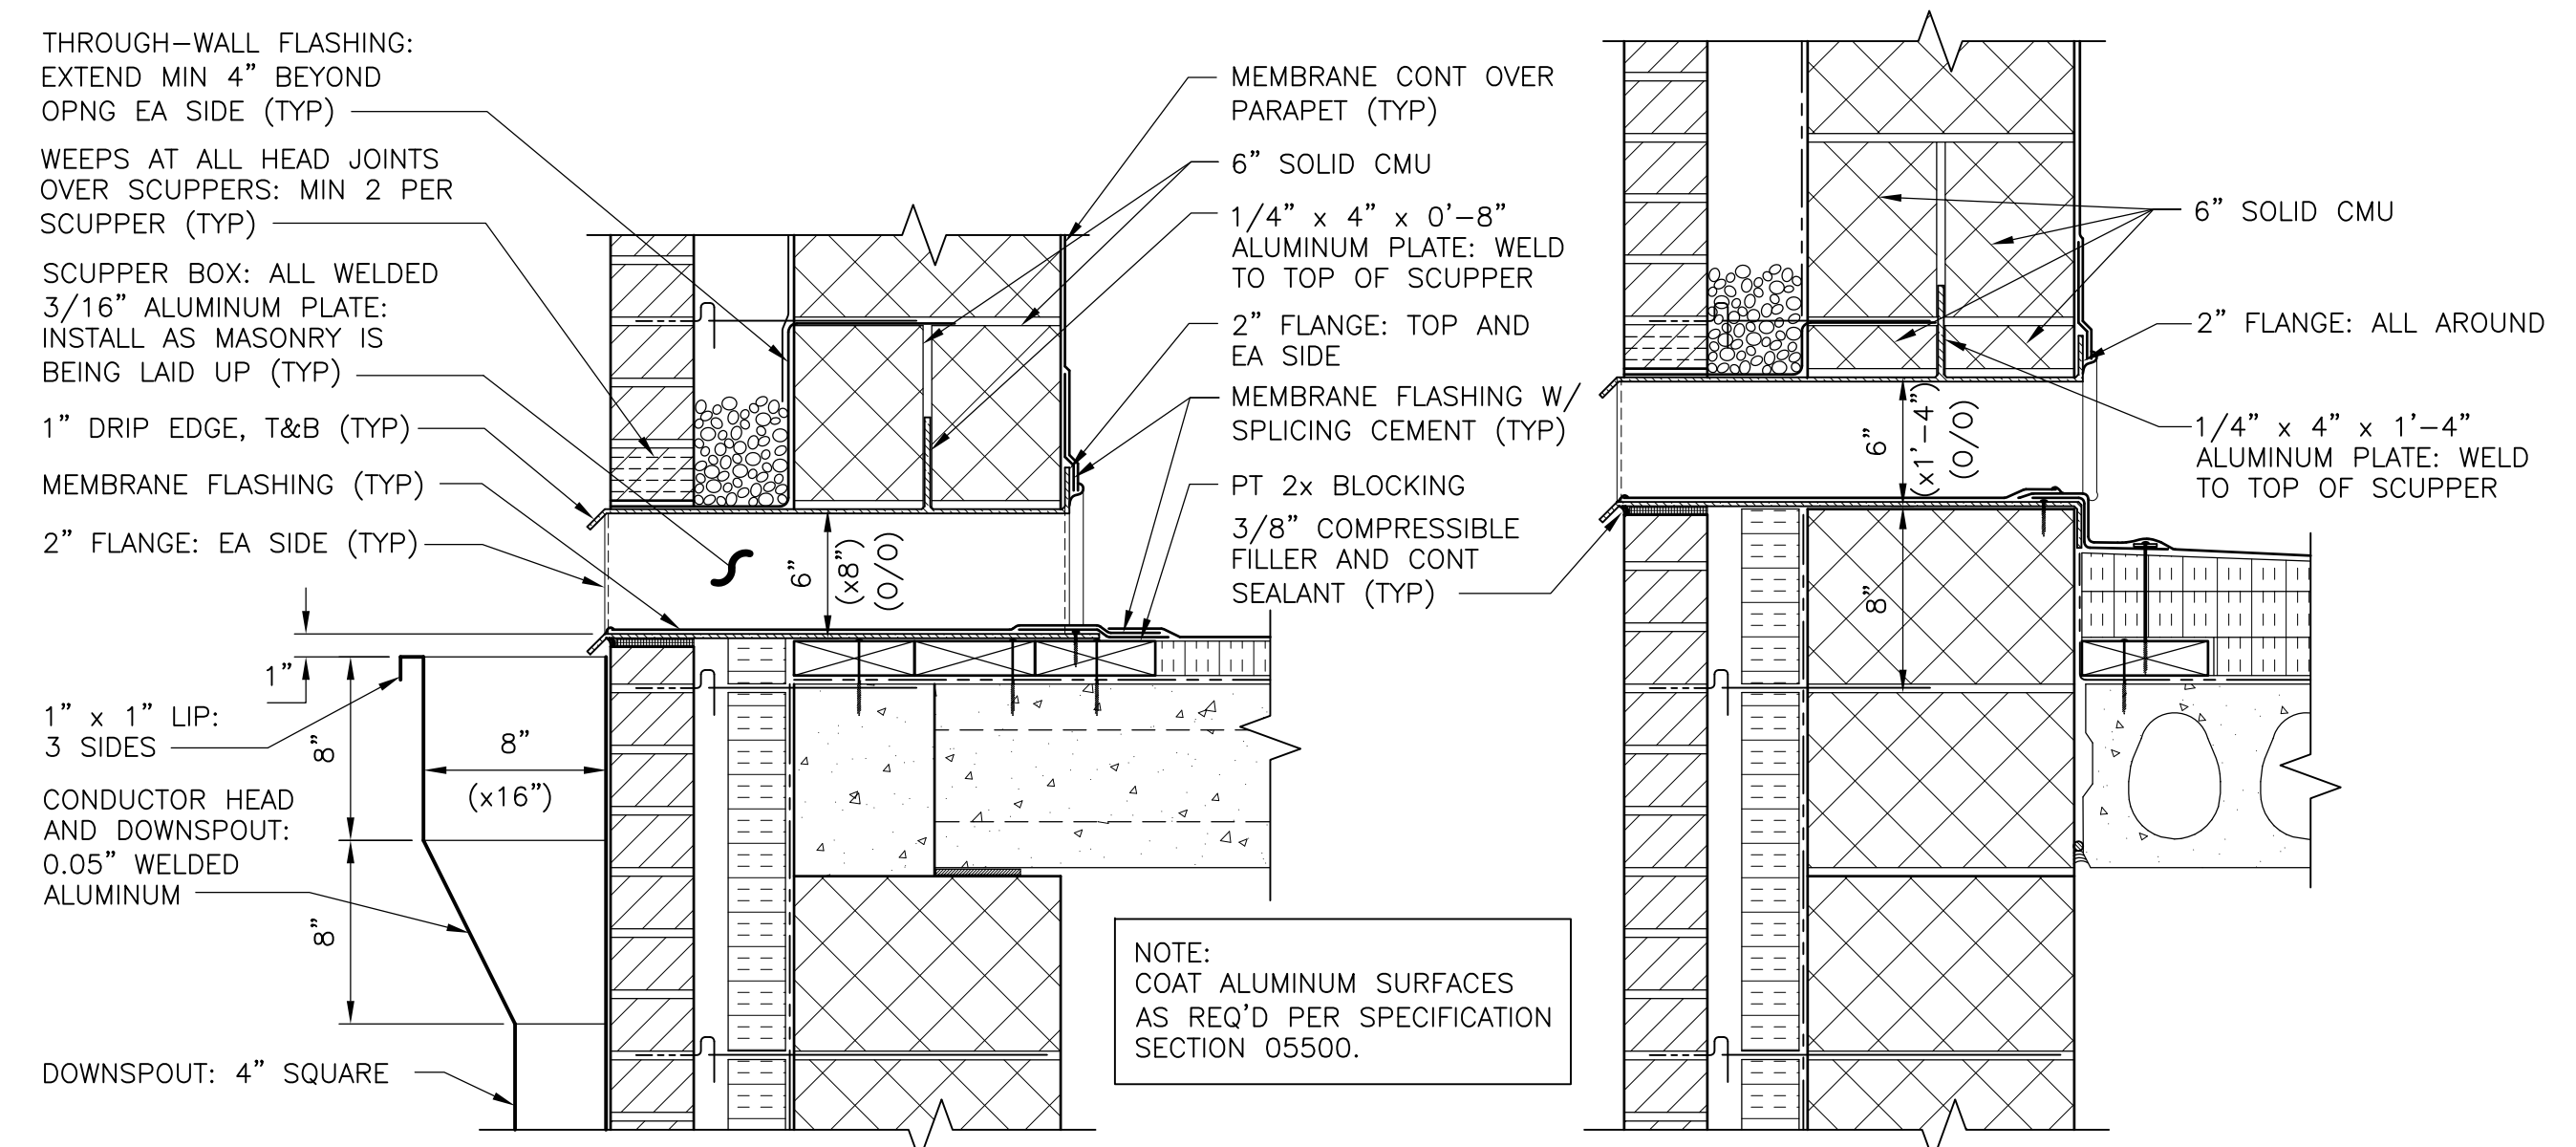 THROUGH-WALL FLASHING:
EXTEND MIN 4" BEYOND
OPNG EA SIDE (TYP)
WEEPS AT ALL HEAD JOINTS
OVER SCUPPERS: MIN 2 PER
SCUPPER (TYP)
SCUPPER BOX: ALL WELDED
3/16" ALUMINUM PLATE:
INSTALL AS MASONRY IS
BEING LAID UP (TYP)
1" DRIP EDGE, T&B (TYP)
MEMBRANE FLASHING (TYP)
2" FLANGE: EA SIDE (TYP)
1"
1" x 1" LIP:
3 SIDES
8"
8"
(x16")
CONDUCTOR HEAD
AND DOWNSPOUT:
0.05" WELDED
ALUMINUM
8"
DOWNSPOUT: 4" SQUARE
6"
(x8")
(O/O)
MEMBRANE CONT OVER
PARAPET (TYP)
6" SOLID CMU
1/4" x 4" x 0'-8"
ALUMINUM PLATE: WELD
TO TOP OF SCUPPER
2" FLANGE: TOP AND
EA SIDE
MEMBRANE FLASHING W/
SPLICING CEMENT (TYP)
PT 2x BLOCKING
3/8" COMPRESSIBLE
FILLER AND CONT
SEALANT (TYP)
NOTE:
COAT ALUMINUM SURFACES
AS REQ'D PER SPECIFICATION
SECTION 05500.
6"
(x1'-4")
(O/O)
8"
6" SOLID CMU
2" FLANGE: ALL AROUND
1/4" x 4" x 1'-4"
ALUMINUM PLATE: WELD
TO TOP OF SCUPPER